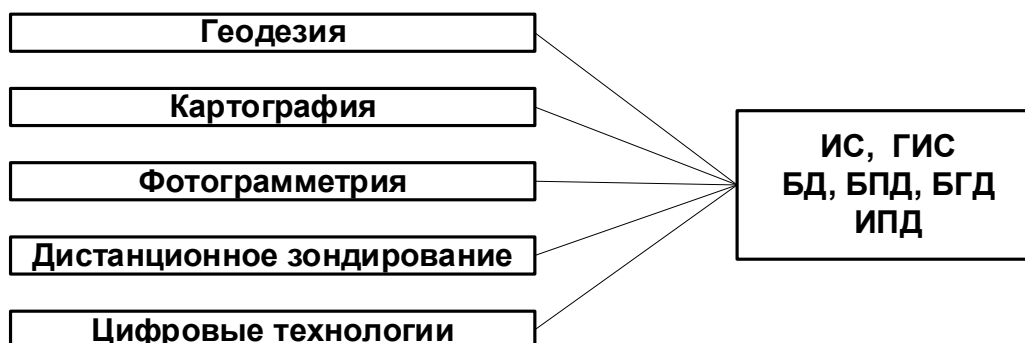 Геодезия
Картография
Фотограмметрия
Дистанционное зондирование
Цифровые технологии
ИС, ГИС
БД, БПД, БГД
ИПД